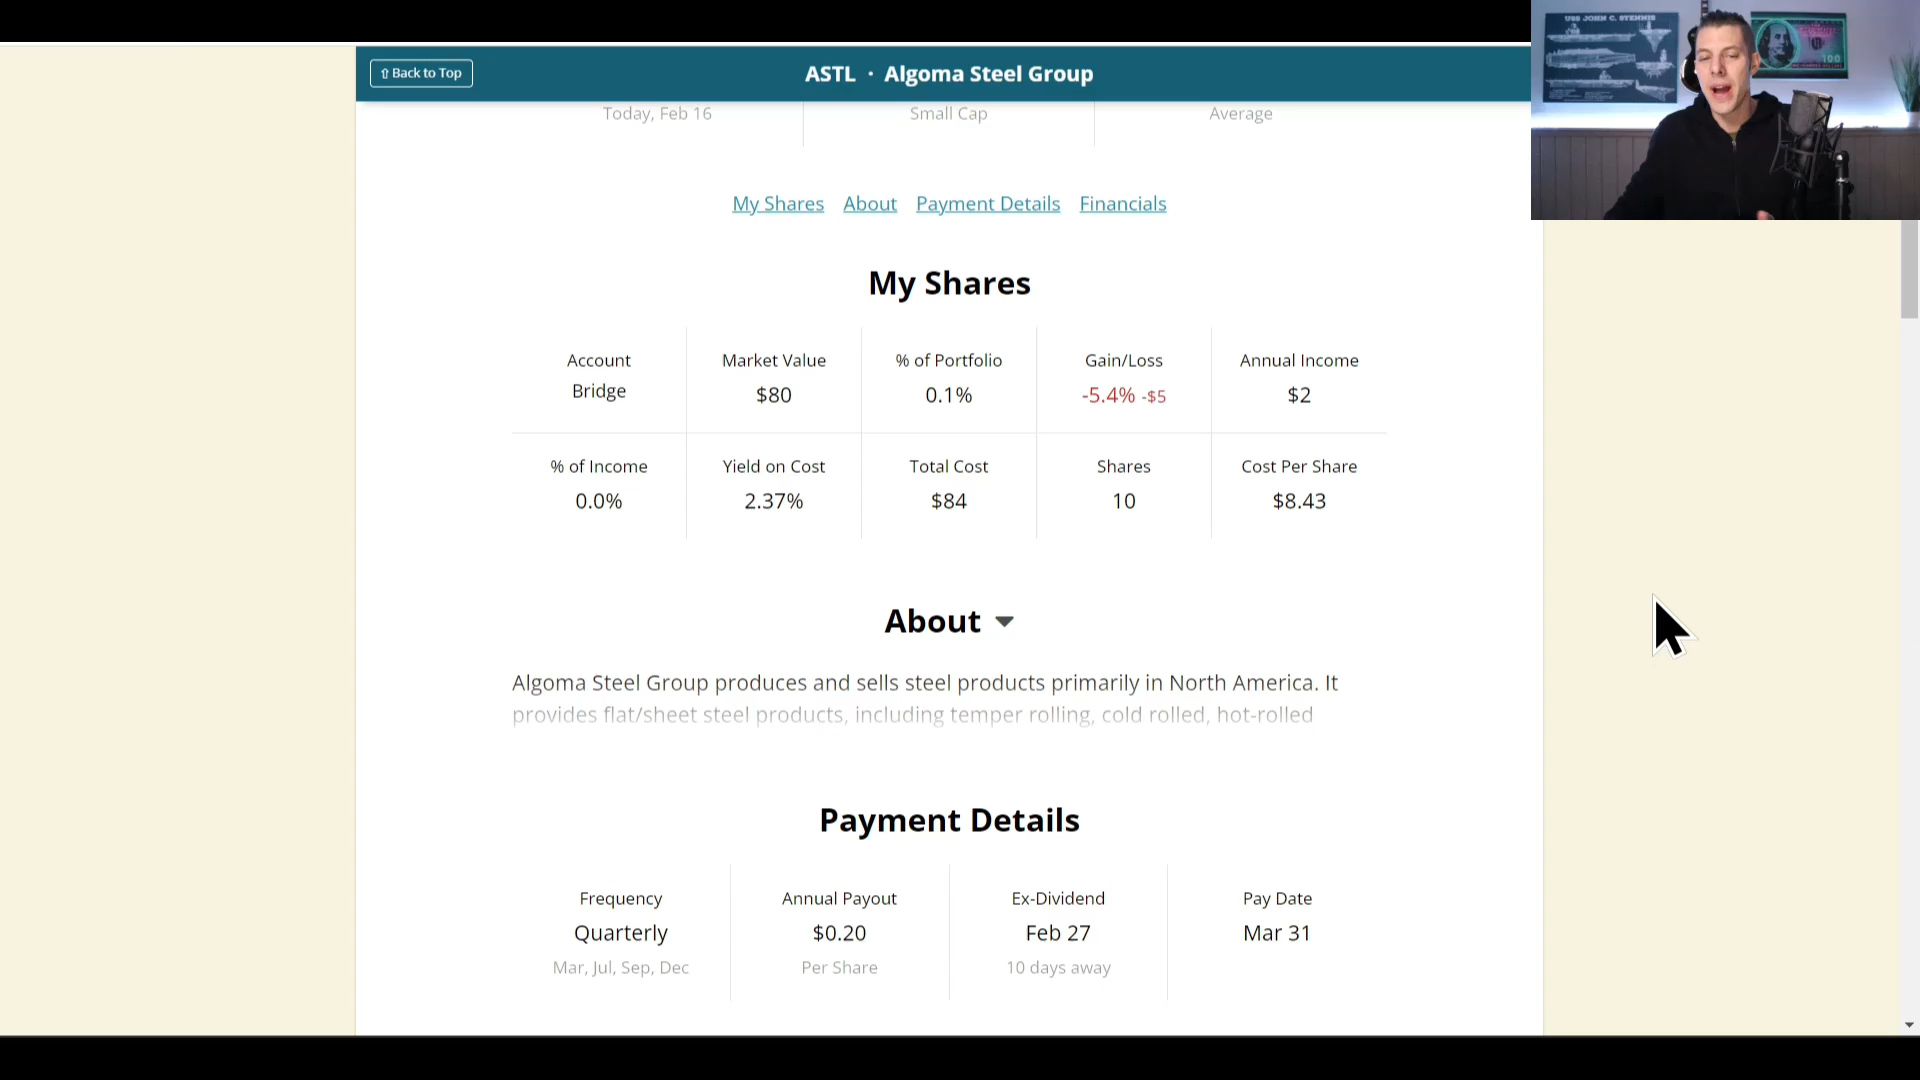 USS JOHN C. STENNIS
100
⇧ Back to Top
ASTL · Algoma Steel Group
Today, Feb 16
Small Cap
Average
My Shares About Payment Details Financials
My Shares
Account
Bridge
Market Value
$80
% of Portfolio
0.1%
Gain/Loss
-5.4% -$5
Annual Income
$2
% of Income
0.0%
Yield on Cost
2.37%
Total Cost
$84
Shares
10
Cost Per Share
$8.43
About
Algoma Steel Group produces and sells steel products primarily in North America. It
provides flat/sheet steel products, including temper rolling, cold rolled, hot-rolled
Payment Details
Frequency
Quarterly
Mar, Jul, Sep, Dec
Annual Payout
$0.20
Per Share
Ex-Dividend
Feb 27
10 days away
Pay Date
Mar 31